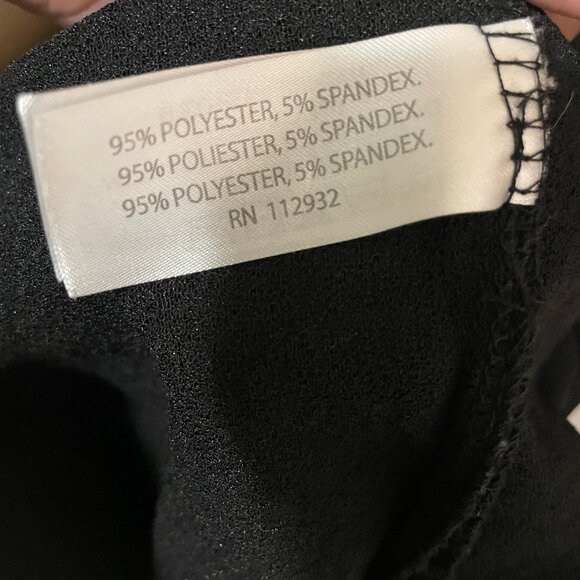 95% POLYESTER, 5% SPANDEX.
95% POLIESTER, 5% SPANDEX.
95% POLYESTER, 5% SPANDEX.
RN 112932